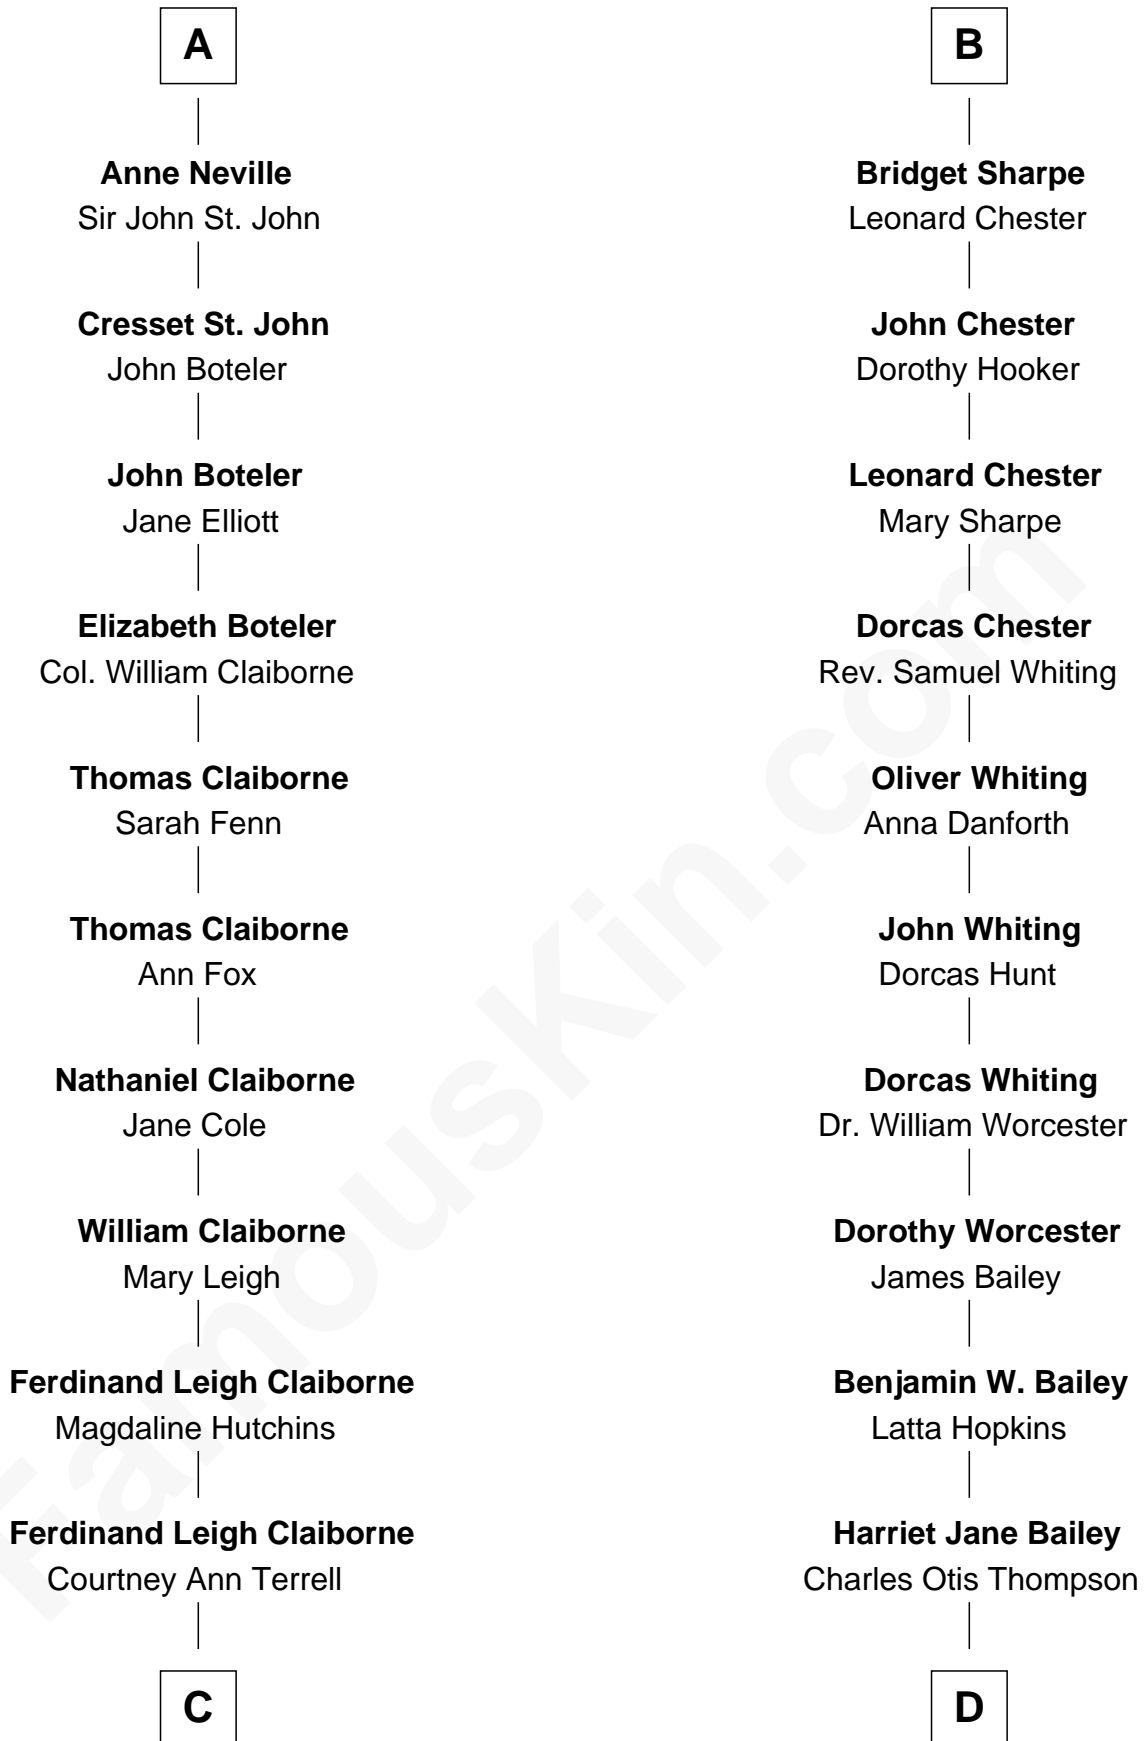 A
Anne Neville
Sir John St. John
Cresset St. John
John Boteler
John Boteler
Jane Elliott
Elizabeth Boteler
Col. William Claiborne
Thomas Claiborne
Sarah Fenn
Thomas Claiborne
Ann Fox
Nathaniel Claiborne
Jane Cole
William Claiborne
Mary Leigh
Ferdinand Leigh Claiborne
Magdaline Hutchins
Ferdinand Leigh Claiborne
Courtney Ann Terrell
C
B
Bridget Sharpe
Leonard Chester
John Chester
Dorothy Hooker
Leonard Chester
Mary Sharpe
Dorcas Chester
Rev. Samuel Whiting
Oliver Whiting
Anna Danforth
John Whiting
Dorcas Hunt
Dorcas Whiting
Dr. William Worcester
Dorothy Worcester
James Bailey
Benjamin W. Bailey
Latta Hopkins
Harriet Jane Bailey
Charles Otis Thompson
D
FamousKin.com